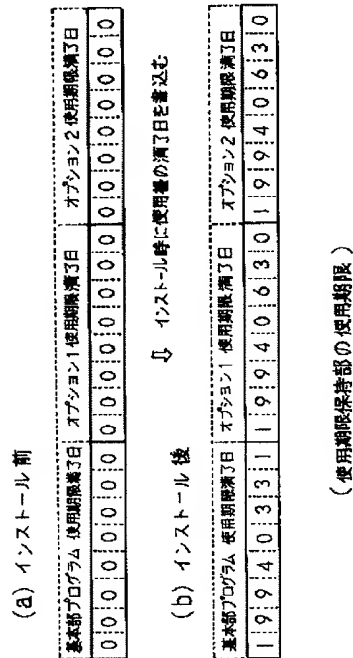 (a) インストール前
基本部プログラム 使用期限満了日 オプション1 使用期限満了日 オプション2 使用期限満了日
0 0 0 0 0 0 0 0 0 0 0 0 0 0 0 0 0 0 0 0 0 0 0 0
⇩ インストール時に使用権の満了日を書込む
(b) インストール後
基本部プログラム 使用期限満了日 オプション1 使用期限満了日 オプション2 使用期限満了日
1 9 9 4 0 3 3 1 1 9 9 4 0 6 3 0 1 9 9 4 0 6 3 0
(使用期限保持部の使用期限)